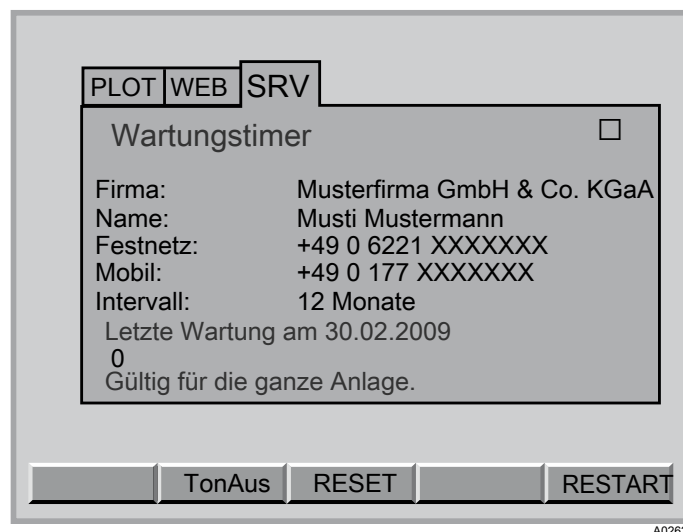 PLOT WEB SRV
Wartungstimer
Firma: Musterfirma GmbH & Co. KGaA
Name: Musti Mustermann
Festnetz: +49 0 6221 XXXXXXX
Mobil: +49 0 177 XXXXXXX
Intervall: 12 Monate
Letzte Wartung am 30.02.2009
0
Gültig für die ganze Anlage.
TonAus RESET RESTART